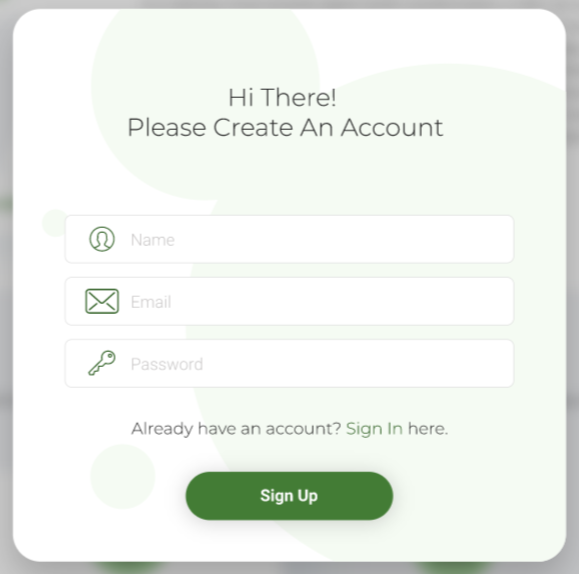 Hi There!
Please Create An Account
Name
Email
Password
Already have an account? Sign In here.
Sign Up